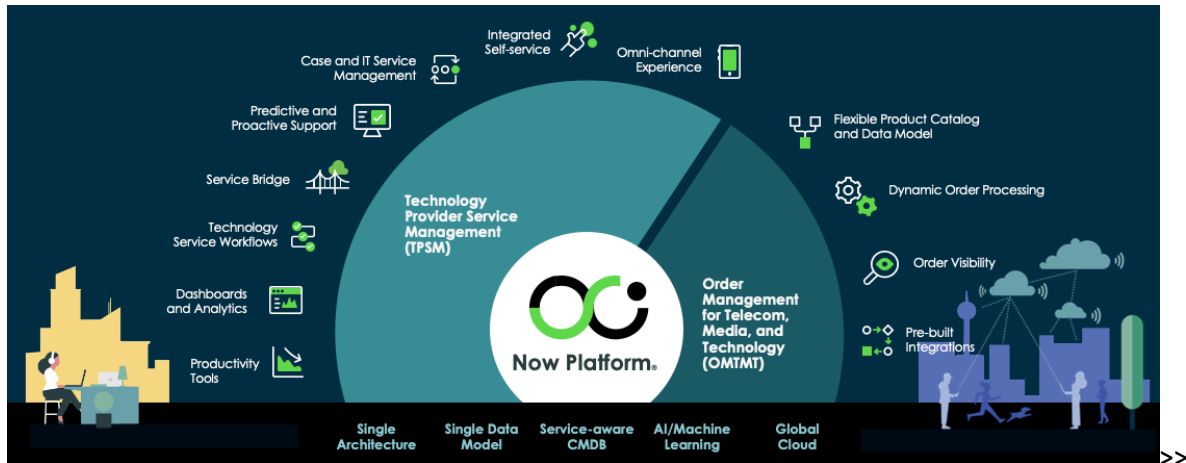 Integrated
Self-service
Omni-channel
Experience
Case and IT Service
Management
Predictive and
Proactive Support
Flexible Product Catalog
and Data Model
Service Bridge
Dynamic Order Processing
Technology
Provider Service
Management
(TPSM)
Technology
Service Workflows
Order Visibility
Dashboards
and Analytics
Order
Management
for Telecom,
Media, and
Technology
(OMTMT)
Pre-built
Integrations
Productivity
Tools
Now Platform®
Single
Architecture
Single Data
Model
Service-aware
CMDB
AI/Machine
Learning
Global
Cloud
>>